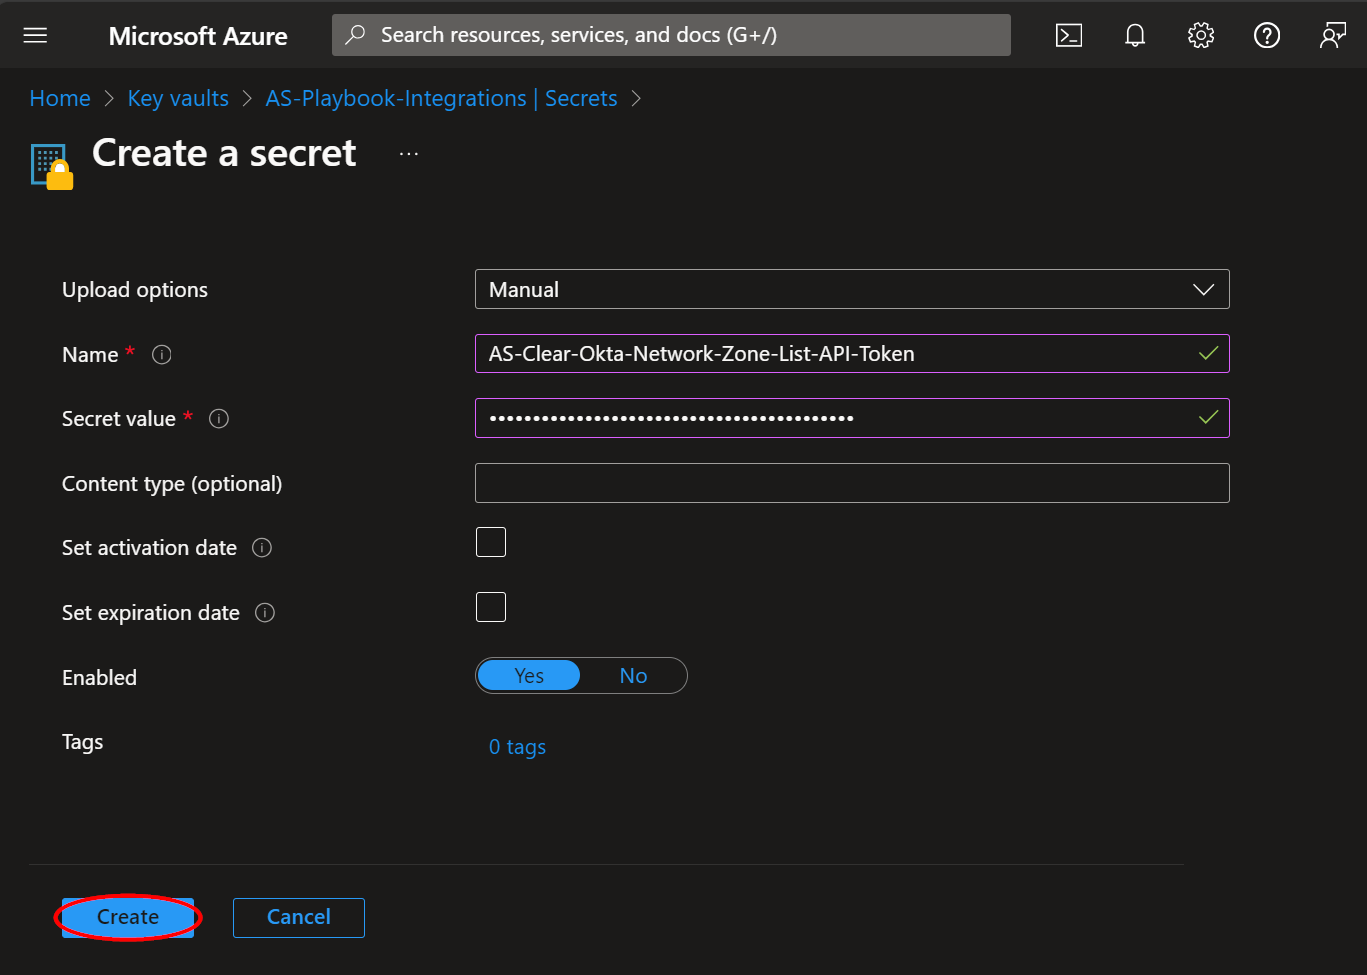 Microsoft Azure
Search resources, services, and docs (G+/)
Home > Key vaults > AS-Playbook-Integrations | Secrets >
Create a secret ...
Upload options
Manual
Name *
AS-Clear-Okta-Network-Zone-List-API-Token
Secret value *
••••••••••••••••••••••••••••••••••••••••••
Content type (optional)
Set activation date
Set expiration date
Enabled
Yes No
Tags
0 tags
Create Cancel